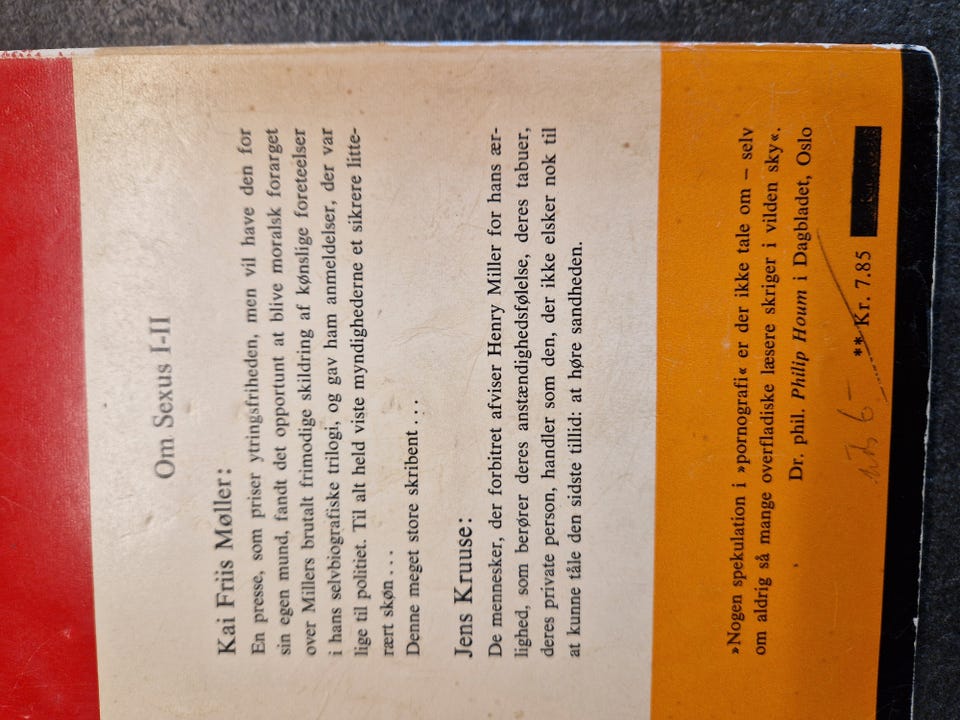 Om Sexus I-II
Kai Friis Møller:
En presse, som priser ytringsfriheden, men vil have den for
sin egen mund, fandt det opportunt at blive moralsk forarget
over Millers brutalt frimodige skildring af kønslige foreteelser
i hans selvbiografiske trilogi, og gav ham anmeldelser, der var
lige til politiet. Til alt held viste myndighederne et sikrere litte-
rært skøn...
Denne meget store skribent...
Jens Kruuse:
De mennesker, der forbitret afviser Henry Miller for hans ær-
lighed, som berører deres anstændighedsfølelse, deres tabuer,
deres private person, handler som den, der ikke elsker nok til
at kunne tåle den sidste tillid: at høre sandheden.
»Nogen spekulation i »pornografi« er der ikke tale om – selv
om aldrig så mange overfladiske læsere skriger i vilden sky«.
Dr. phil. Philip Houm i Dagbladet, Oslo
** Kr. 7.85
6-